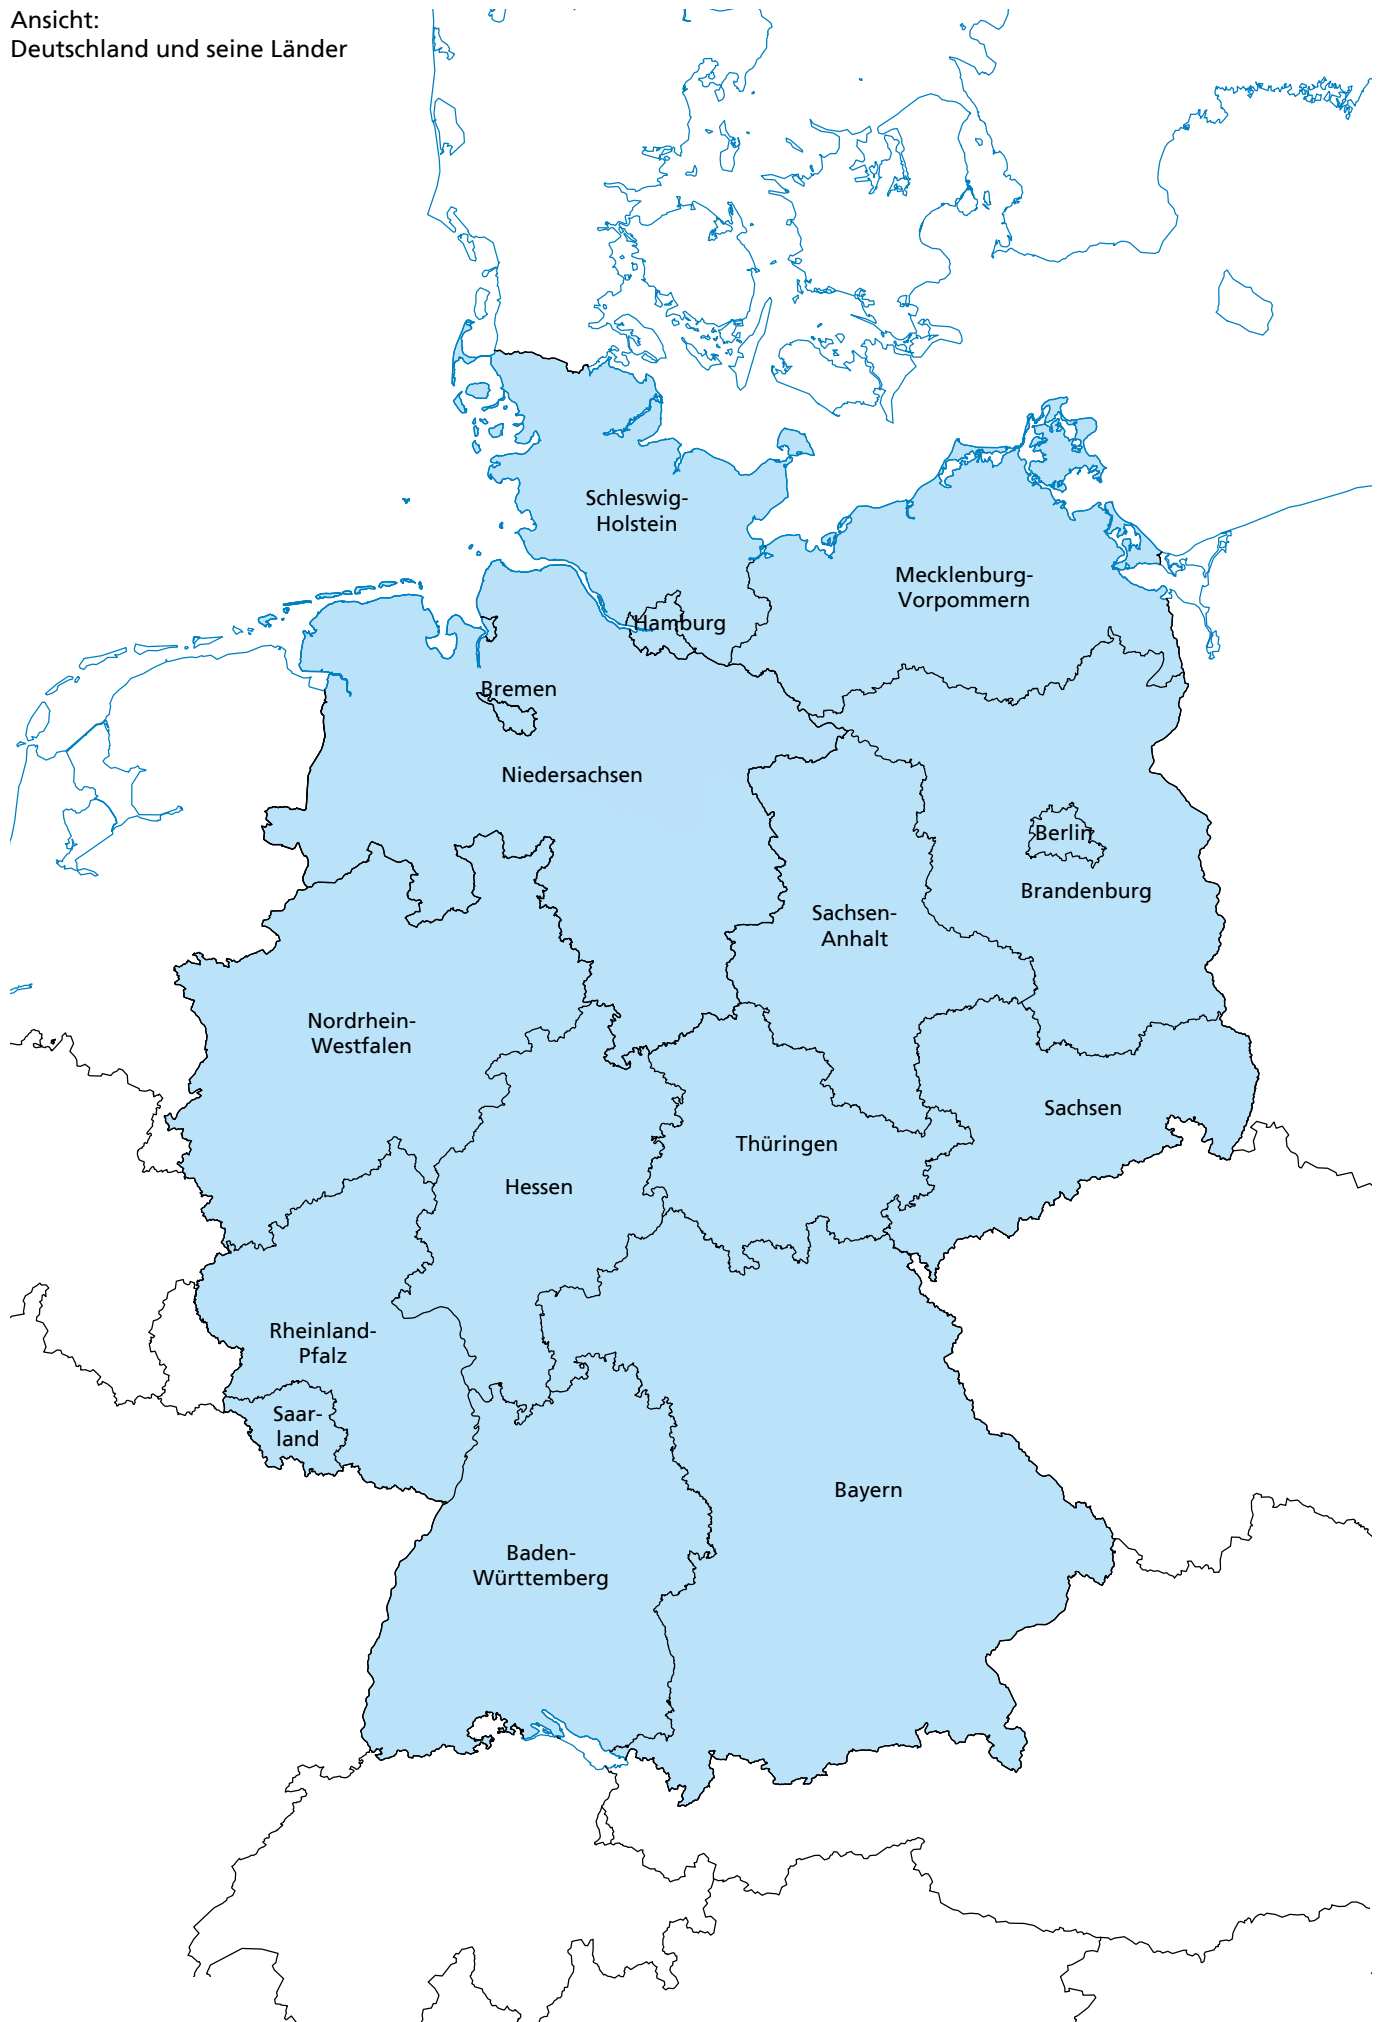 Ansicht:
Deutschland und seine Länder
Schleswig-
Holstein
Mecklenburg-
Vorpommern
Hamburg
Bremen
Niedersachsen
Berlin
Brandenburg
Sachsen-
Anhalt
Nordrhein-
Westfalen
Sachsen
Thüringen
Hessen
Rheinland-
Pfalz
Saar-
land
Bayern
Baden-
Württemberg